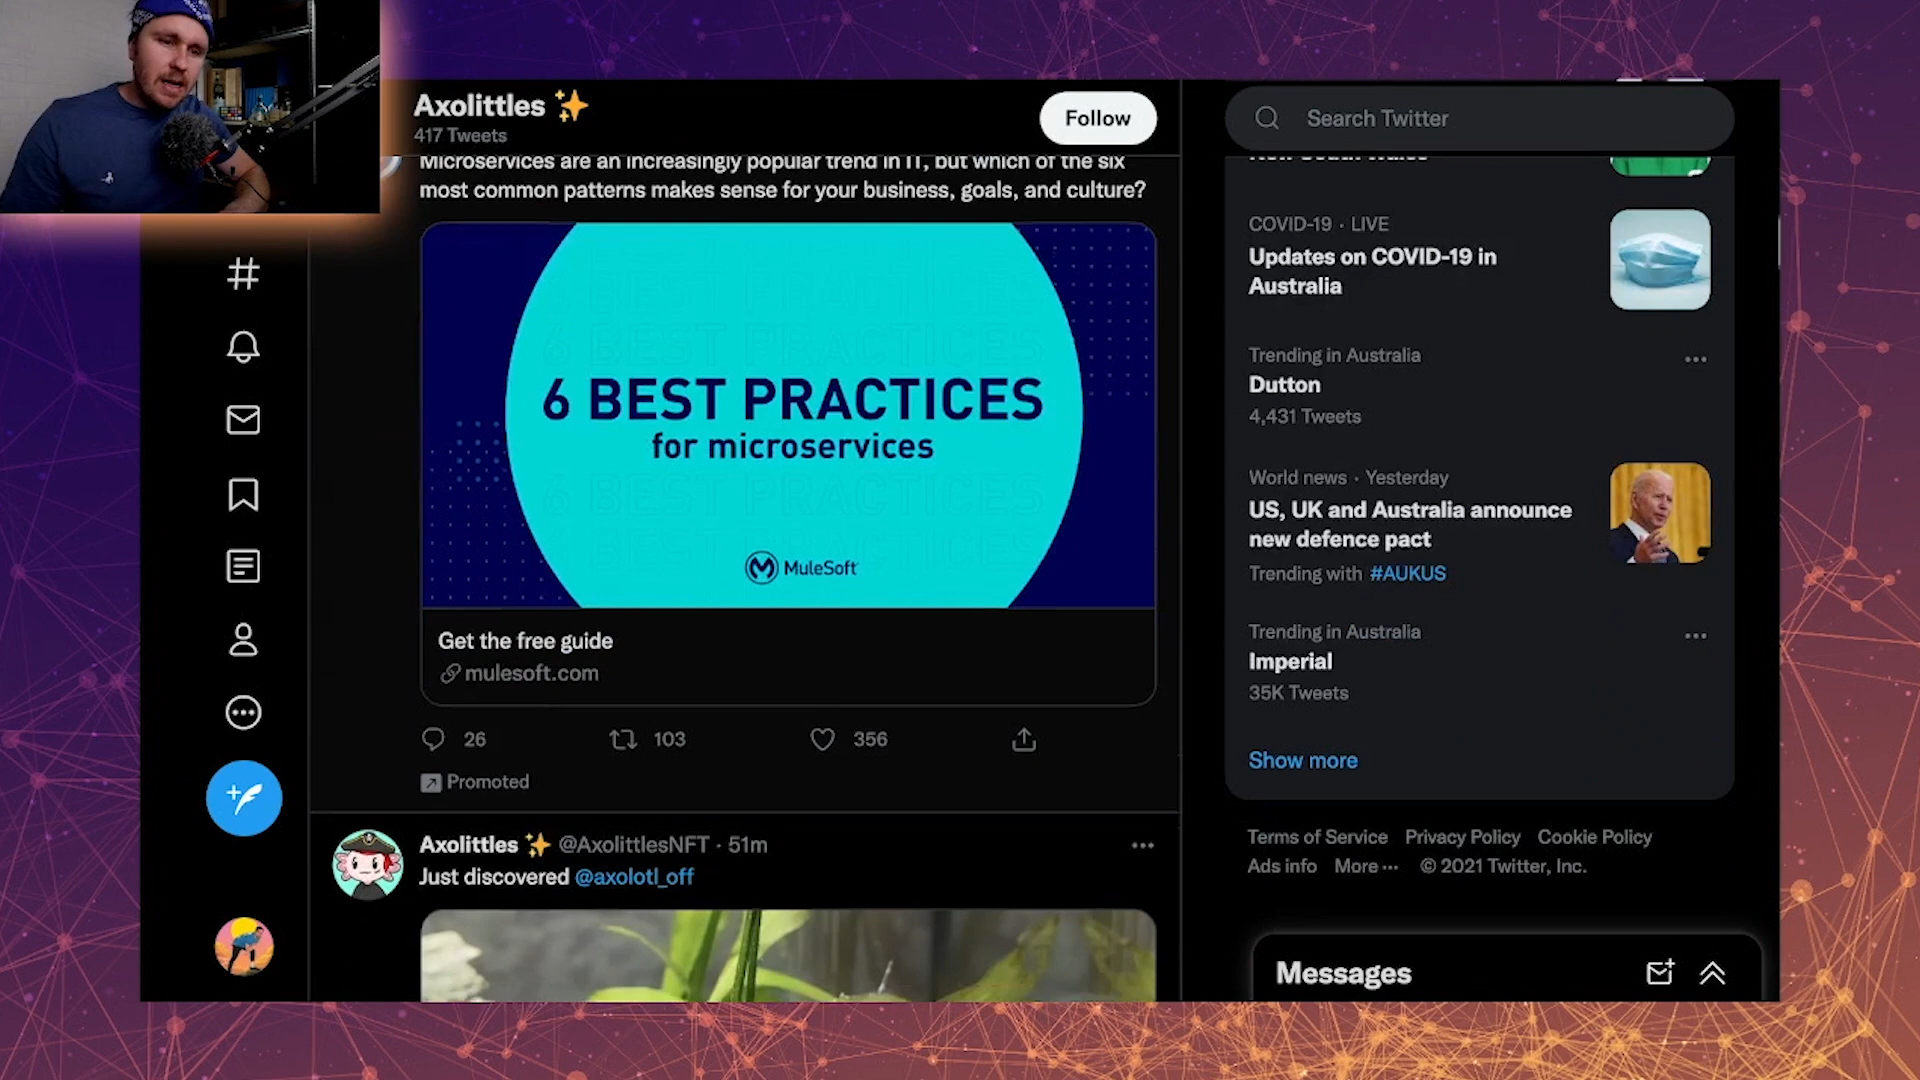 Axolittles ✨
417 Tweets
Follow
Search Twitter
Microservices are an increasingly popular trend in IT, but which of the six
most common patterns makes sense for your business, goals, and culture?
6 BEST PRACTICES
for microservices
MuleSoft
Get the free guide
mulesoft.com
26
103
356
Promoted
Axolittles ✨ @AxolittlesNFT · 51m
Just discovered @axolotl_off
New South Wales
COVID-19 · LIVE
Updates on COVID-19 in
Australia
Trending in Australia
Dutton
4,431 Tweets
World news · Yesterday
US, UK and Australia announce
new defence pact
Trending with #AUKUS
Trending in Australia
Imperial
35K Tweets
Show more
Terms of Service Privacy Policy Cookie Policy
Ads info More ··· © 2021 Twitter, Inc.
Messages